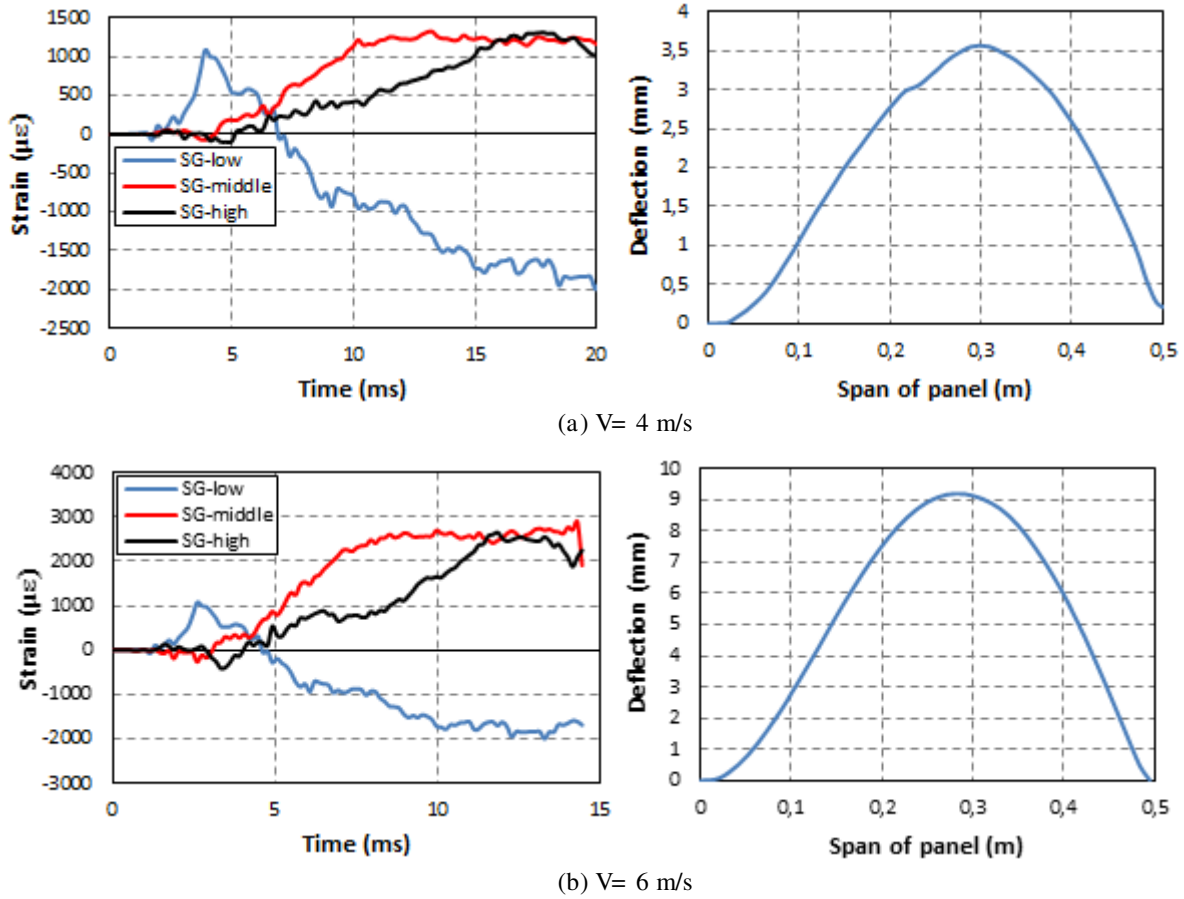 1500
1000
500
0
-500
-1000
-1500
-2000
-2500
Strain (µε)
SG-low
SG-middle
SG-high
0 5 10 15 20
Time (ms)
4
3,5
3
2,5
2
1,5
1
0,5
0
Deflection (mm)
0 0,1 0,2 0,3 0,4 0,5
Span of panel (m)
(a) V= 4 m/s
4000
3000
2000
1000
0
-1000
-2000
-3000
Strain (µε)
SG-low
SG-middle
SG-high
0 5 10 15
Time (ms)
10
9
8
7
6
5
4
3
2
1
0
Deflection (mm)
0 0,1 0,2 0,3 0,4 0,5
Span of panel (m)
(b) V= 6 m/s